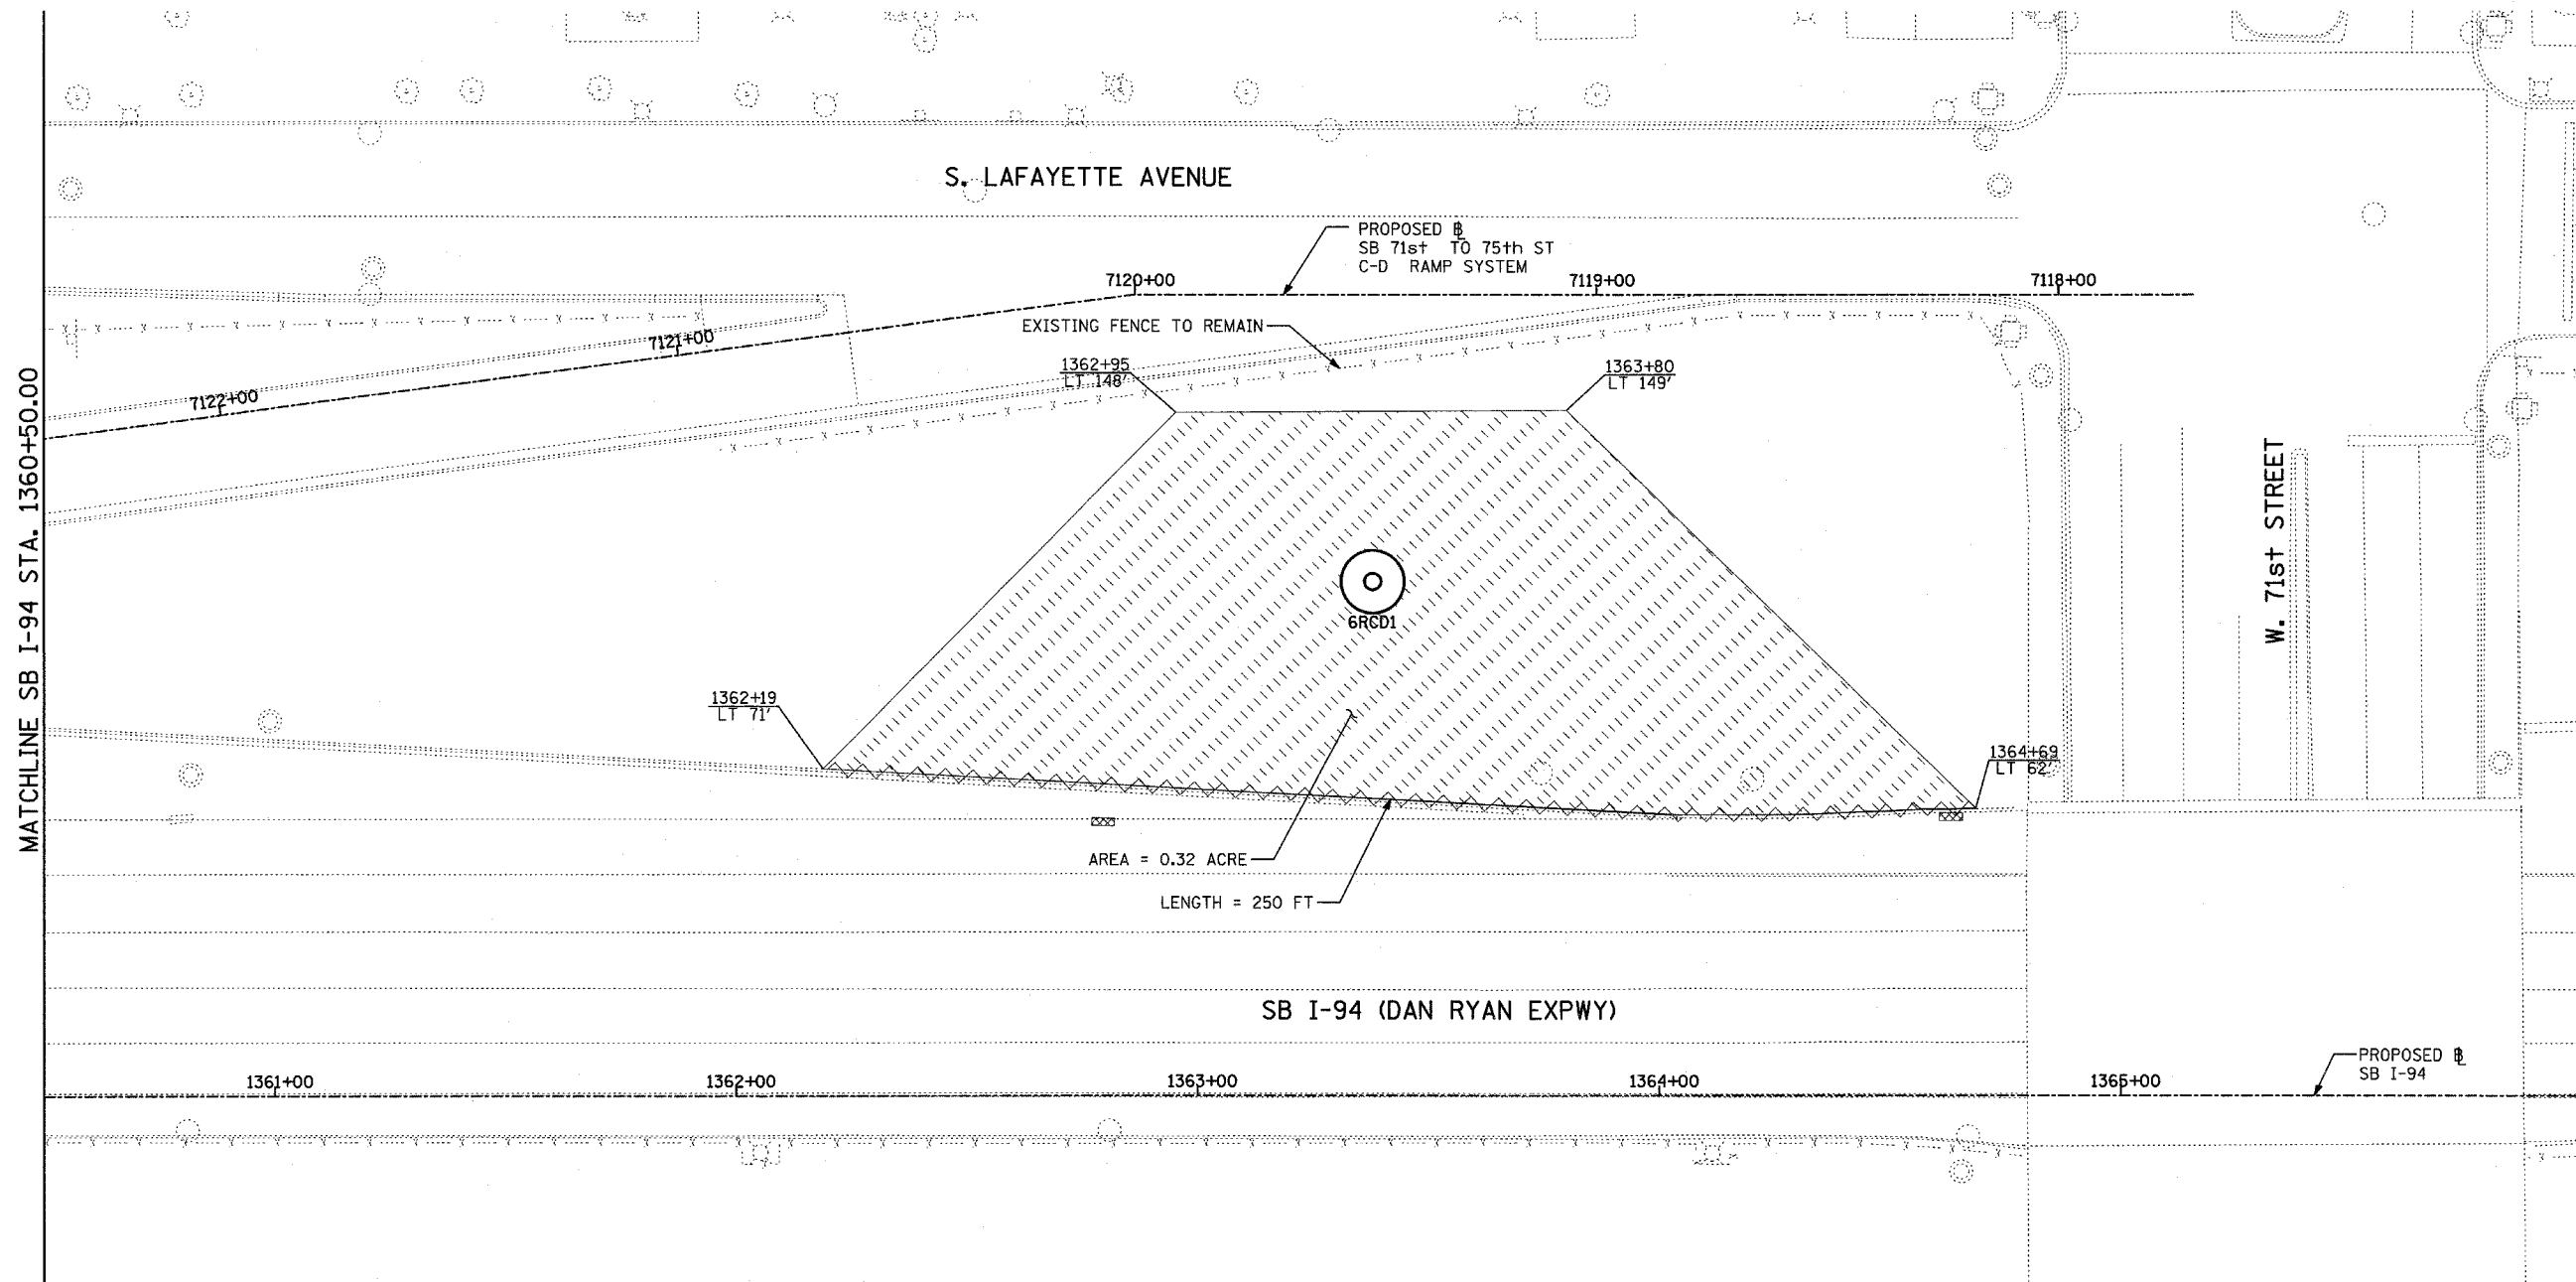 S. LAFAYETTE AVENUE
PROPOSED ℄
SB 71st TO 75th ST
C-D RAMP SYSTEM
7120+00
7119+00
7118+00
EXISTING FENCE TO REMAIN
7121+00
7122+00
1362+95
LT 148'
1363+80
LT 149'
MATCHLINE SB I-94 STA. 1360+50.00
W. 71st STREET
6RCD1
1362+19
LT 71'
1364+69
LT 62'
AREA = 0.32 ACRE
LENGTH = 250 FT
SB I-94 (DAN RYAN EXPWY)
PROPOSED ℄
SB I-94
1361+00
1362+00
1363+00
1364+00
1365+00